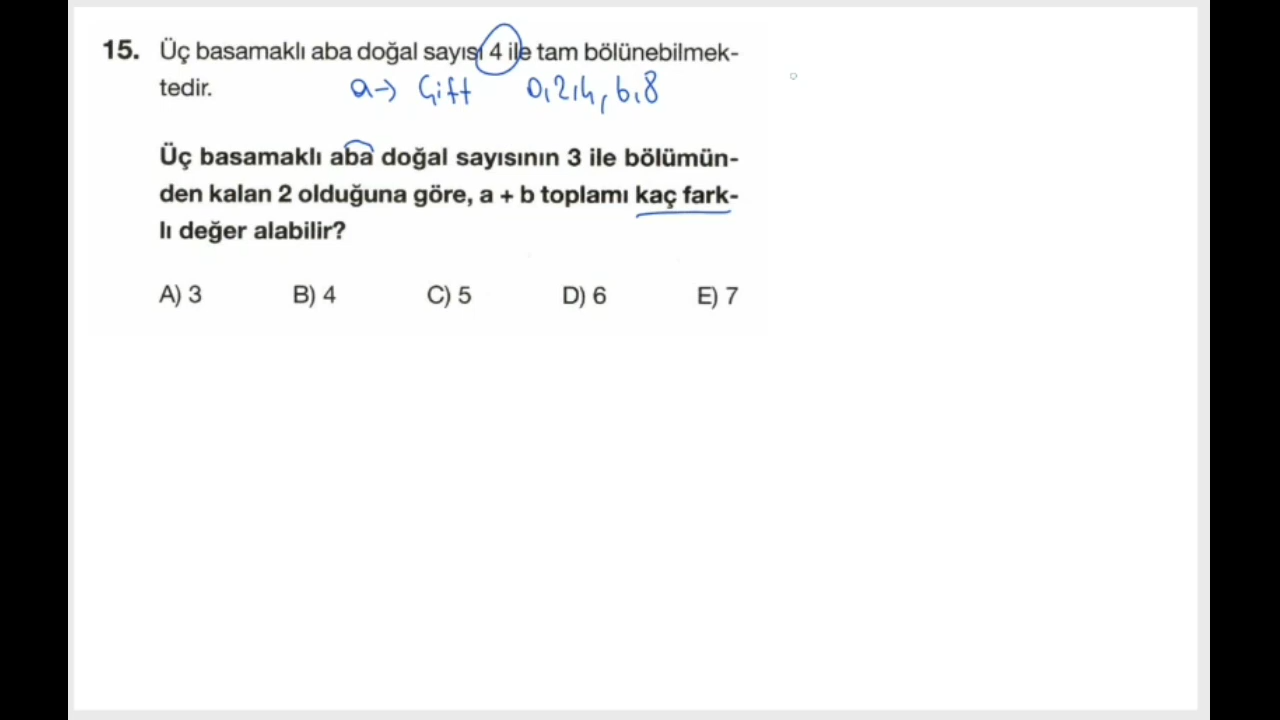 15. Üç basamaklı aba doğal sayısı 4 ile tam bölünebilmek-
tedir.
a→ Çift 0,2,4,6,8
Üç basamaklı aba doğal sayısının 3 ile bölümün-
den kalan 2 olduğuna göre, a + b toplamı kaç fark-
lı değer alabilir?
A) 3 B) 4 C) 5 D) 6 E) 7